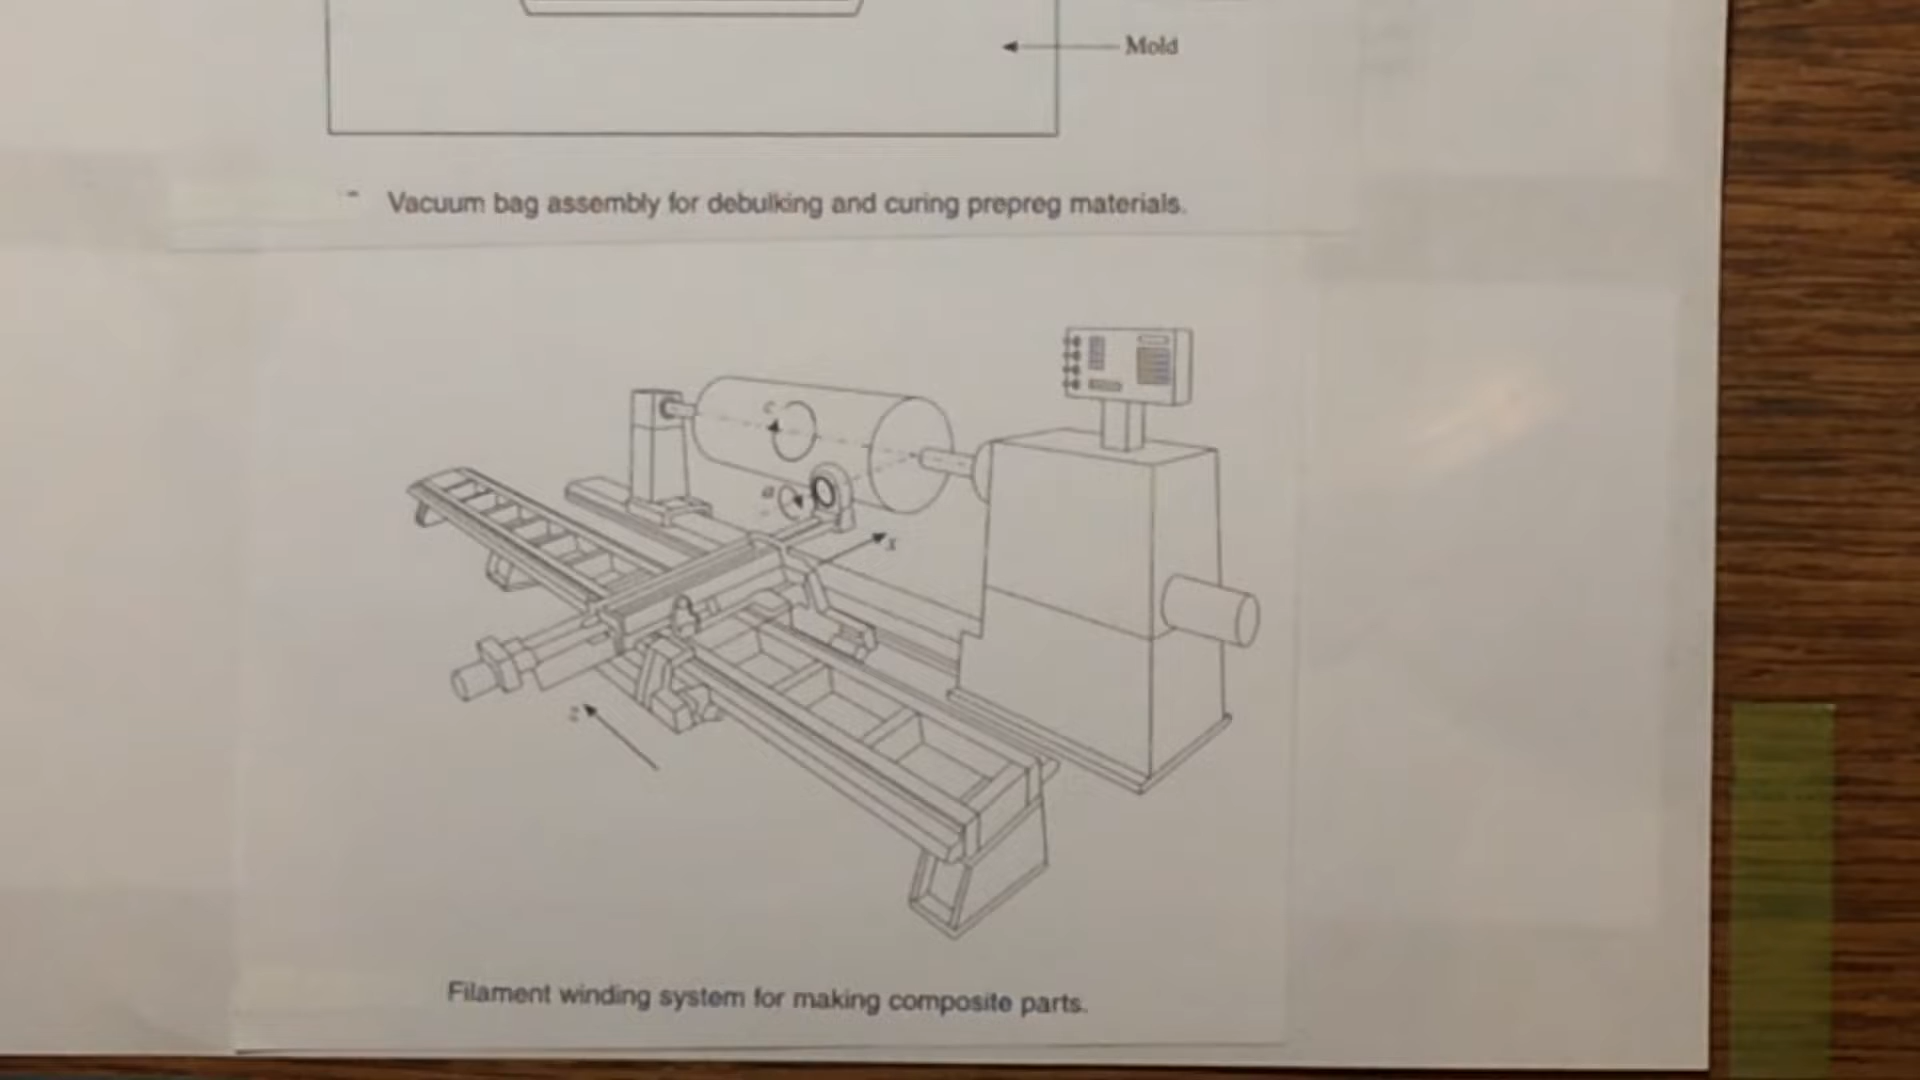 Mold
Vacuum bag assembly for debulking and curing prepreg materials.
c
x
z
Filament winding system for making composite parts.